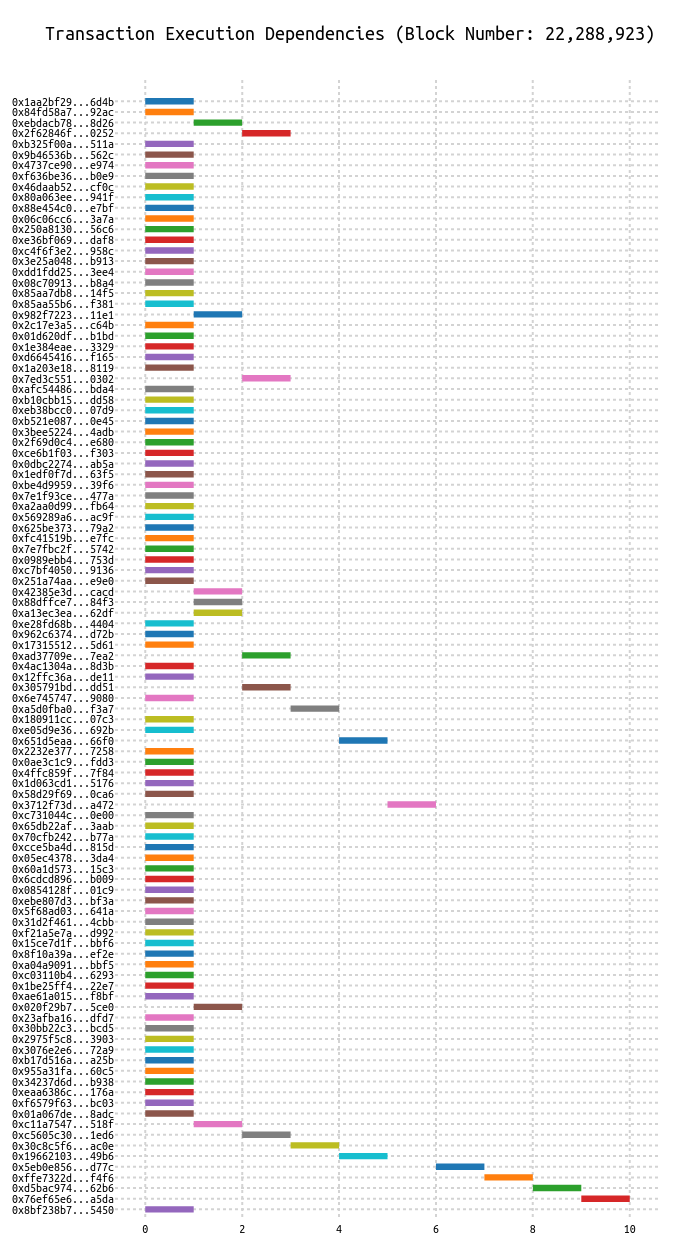 Transaction Execution Dependencies (Block Number: 22,288,923)
0x1aa2bf29...6d4b
0x84fd58a7...92ac
0xebdacb78...8d26
0x2f62846f...0252
0xb325f00a...511a
0x9b46536b...562c
0x4737ce90...e974
0xf636be36...b0e9
0x46daab52...cf0c
0x80a063ee...941f
0x88e454c0...e7bf
0x06c06cc6...3a7a
0x250a8130...56c6
0xe36bf069...daf8
0xc4f6f3e2...958c
0x3e25a048...b913
0xdd1fdd25...3ee4
0x08c70913...b8a4
0x85aa7db8...14f5
0x85aa55b6...f381
0x982f7223...11e1
0x2c17e3a5...c64b
0x01d620df...b1bd
0x1e384eae...3329
0xd6645416...f165
0x1a203e18...8119
0x7ed3c551...0302
0xafc54486...bda4
0xb10cbb15...dd58
0xeb38bcc0...07d9
0xb521e087...0e45
0x3bee5224...4adb
0x2f69d0c4...e680
0xce6b1f03...f303
0x0dbc2274...ab5a
0x1edf0f7d...63f5
0xbe4d9959...39f6
0x7e1f93ce...477a
0xa2aa0d99...fb64
0x569289a6...ac9f
0x625be373...79a2
0xfc41519b...e7fc
0x7e7fbc2f...5742
0x0989ebb4...753d
0xc7bf4050...9136
0x251a74aa...e9e0
0x42385e3d...cacd
0x88dffce7...84f3
0xa13ec3ea...62df
0xe28fd68b...4404
0x962c6374...d72b
0x17315512...5d61
0xad37709e...7ea2
0x4ac1304a...8d3b
0x12ffc36a...de11
0x305791bd...dd51
0x6e745747...9080
0xa5d0fba0...f3a7
0x180911cc...07c3
0xe05d9e36...692b
0x651d5eaa...66f0
0x2232e377...7258
0x0ae3c1c9...fdd3
0x4ffc859f...7f84
0x1d063cd1...5176
0x58d29f69...0ca6
0x3712f73d...a472
0xc731044c...0e00
0x65db22af...3aab
0x70cfb242...b77a
0xcce5ba4d...815d
0x05ec4378...3da4
0x60a1d573...15c3
0x6cdcd896...b009
0x0854128f...01c9
0xebe807d3...bf3a
0x5f68ad03...641a
0x31d2f461...4cbb
0xf21a5e7a...d992
0x15ce7d1f...bbf6
0x8f10a39a...ef2e
0xa04a9091...bbf5
0xc03110b4...6293
0x1be25ff4...22e7
0xae61a015...f8bf
0x020f29b7...5ce0
0x23afba16...dfd7
0x30bb22c3...bcd5
0x2975f5c8...3903
0x3076e2e6...72a9
0xb17d516a...a25b
0x955a31fa...60c5
0x34237d6d...b938
0xeaa6386c...176a
0xf6579f63...bc03
0x01a067de...8adc
0xc11a7547...518f
0xc5605c30...1ed6
0x30c8c5f6...ac0e
0x19662103...49b6
0x5eb0e856...d77c
0xffe7322d...f4f6
0xd5bac974...62b6
0x76ef65e6...a5da
0x8bf238b7...5450
0 2 4 6 8 10